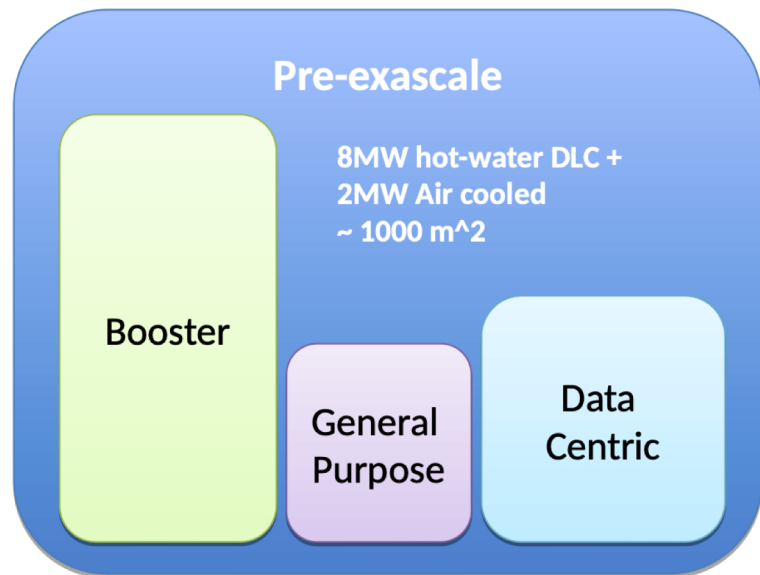 Pre-exascale
8MW hot-water DLC +
2MW Air cooled
~ 1000 m^2
Booster
General
Purpose
Data
Centric